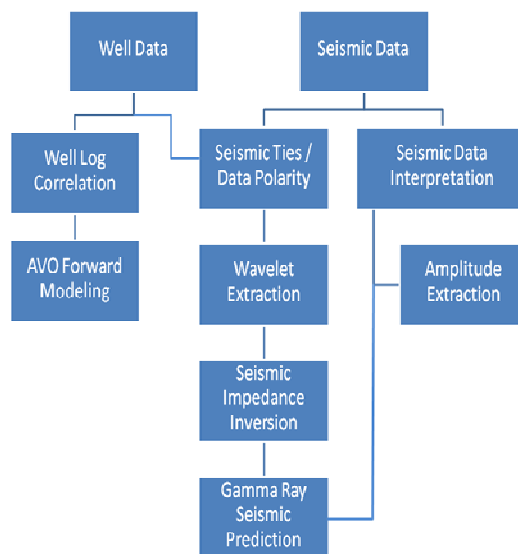 Well Data
Seismic Data
Well Log
Correlation
Seismic Ties /
Data Polarity
Seismic Data
Interpretation
AVO Forward
Modeling
Wavelet
Extraction
Amplitude
Extraction
Seismic
Impedance
Inversion
Gamma Ray
Seismic
Prediction